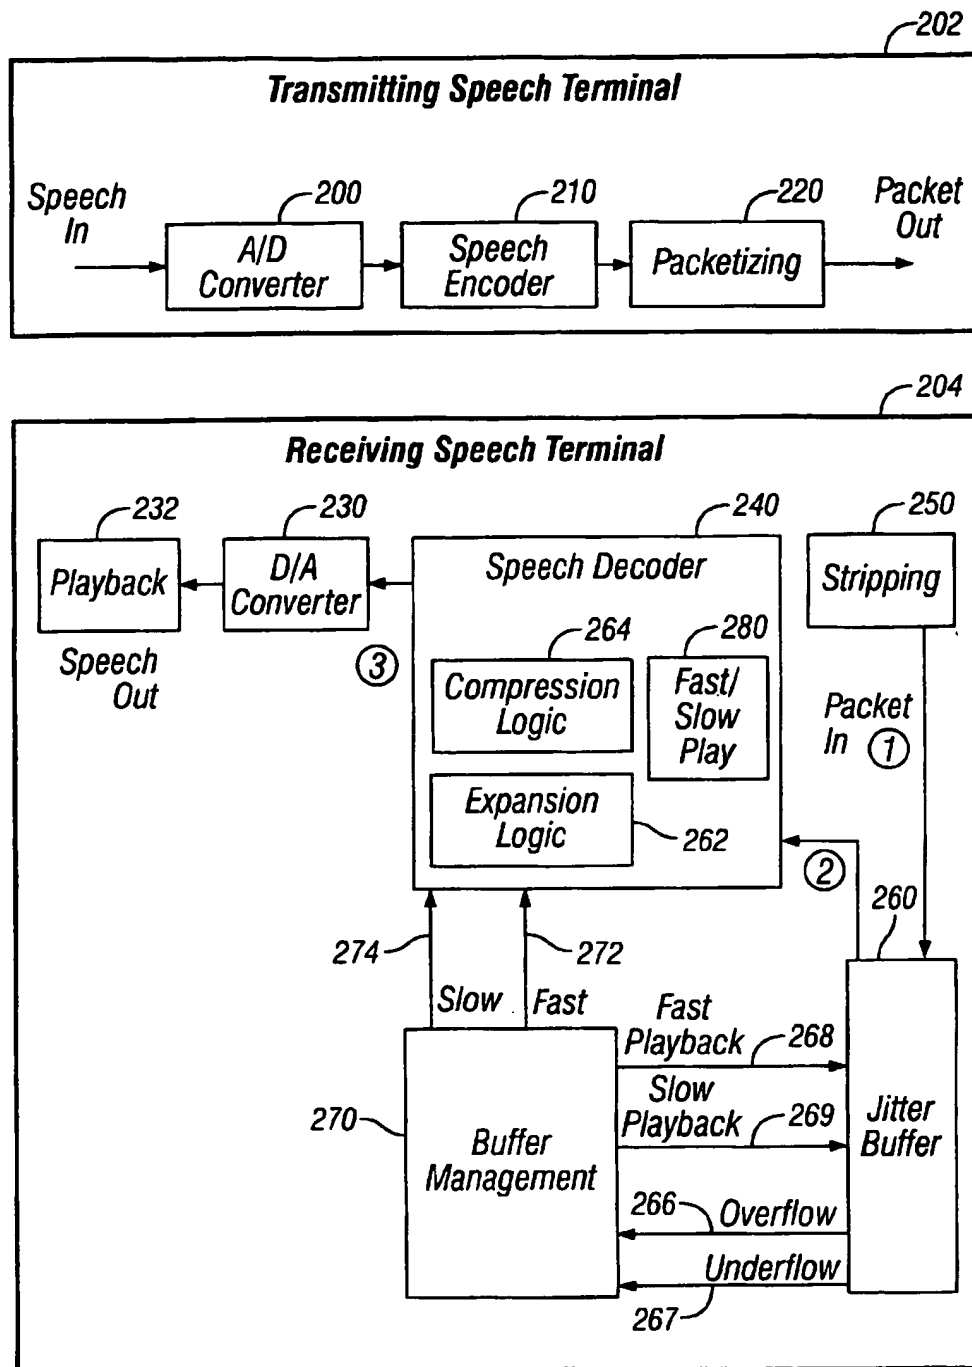 202
Transmitting Speech Terminal
Speech
In
200
A/D
Converter
210
Speech
Encoder
220
Packetizing
Packet
Out
204
Receiving Speech Terminal
232
Playback
Speech
Out
230
D/A
Converter
3
240
Speech Decoder
264
Compression
Logic
280
Fast/
Slow
Play
Expansion
Logic
262
250
Stripping
Packet
In
1
2
260
274
272
Slow
Fast
Fast
Playback
268
Slow
Playback
269
270
Buffer
Management
Jitter
Buffer
266
Overflow
Underflow
267